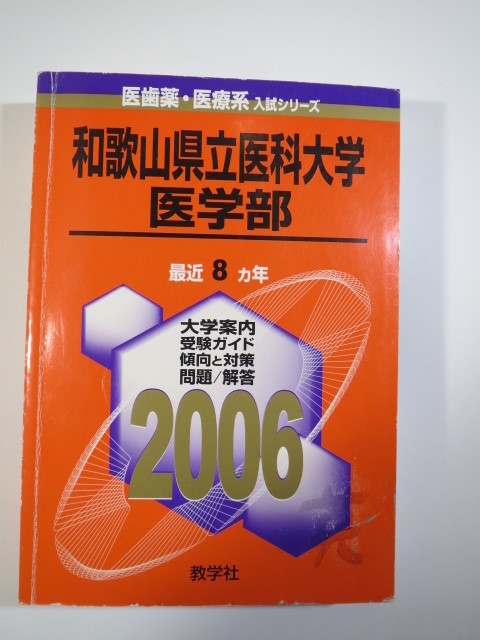 医歯薬・医療系 入試シリーズ
和歌山県立医科大学
医学部
最近 8 ヵ年
大学案内
受験ガイド
傾向と対策
問題/解答
2006
教学社